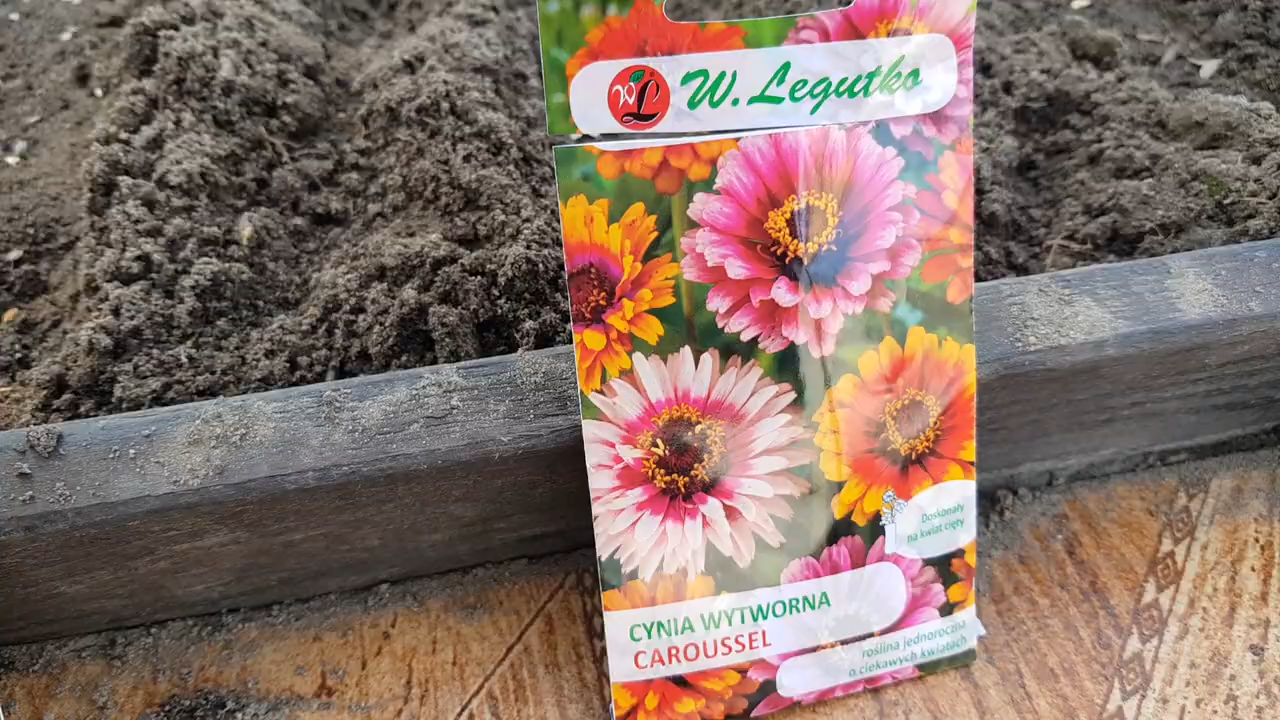 WL
W. Legutko
Doskonały
na kwiat cięty
CYNIA WYTWORNA
CAROUSSEL
roślina jednoroczna
o ciekawych kwiatach